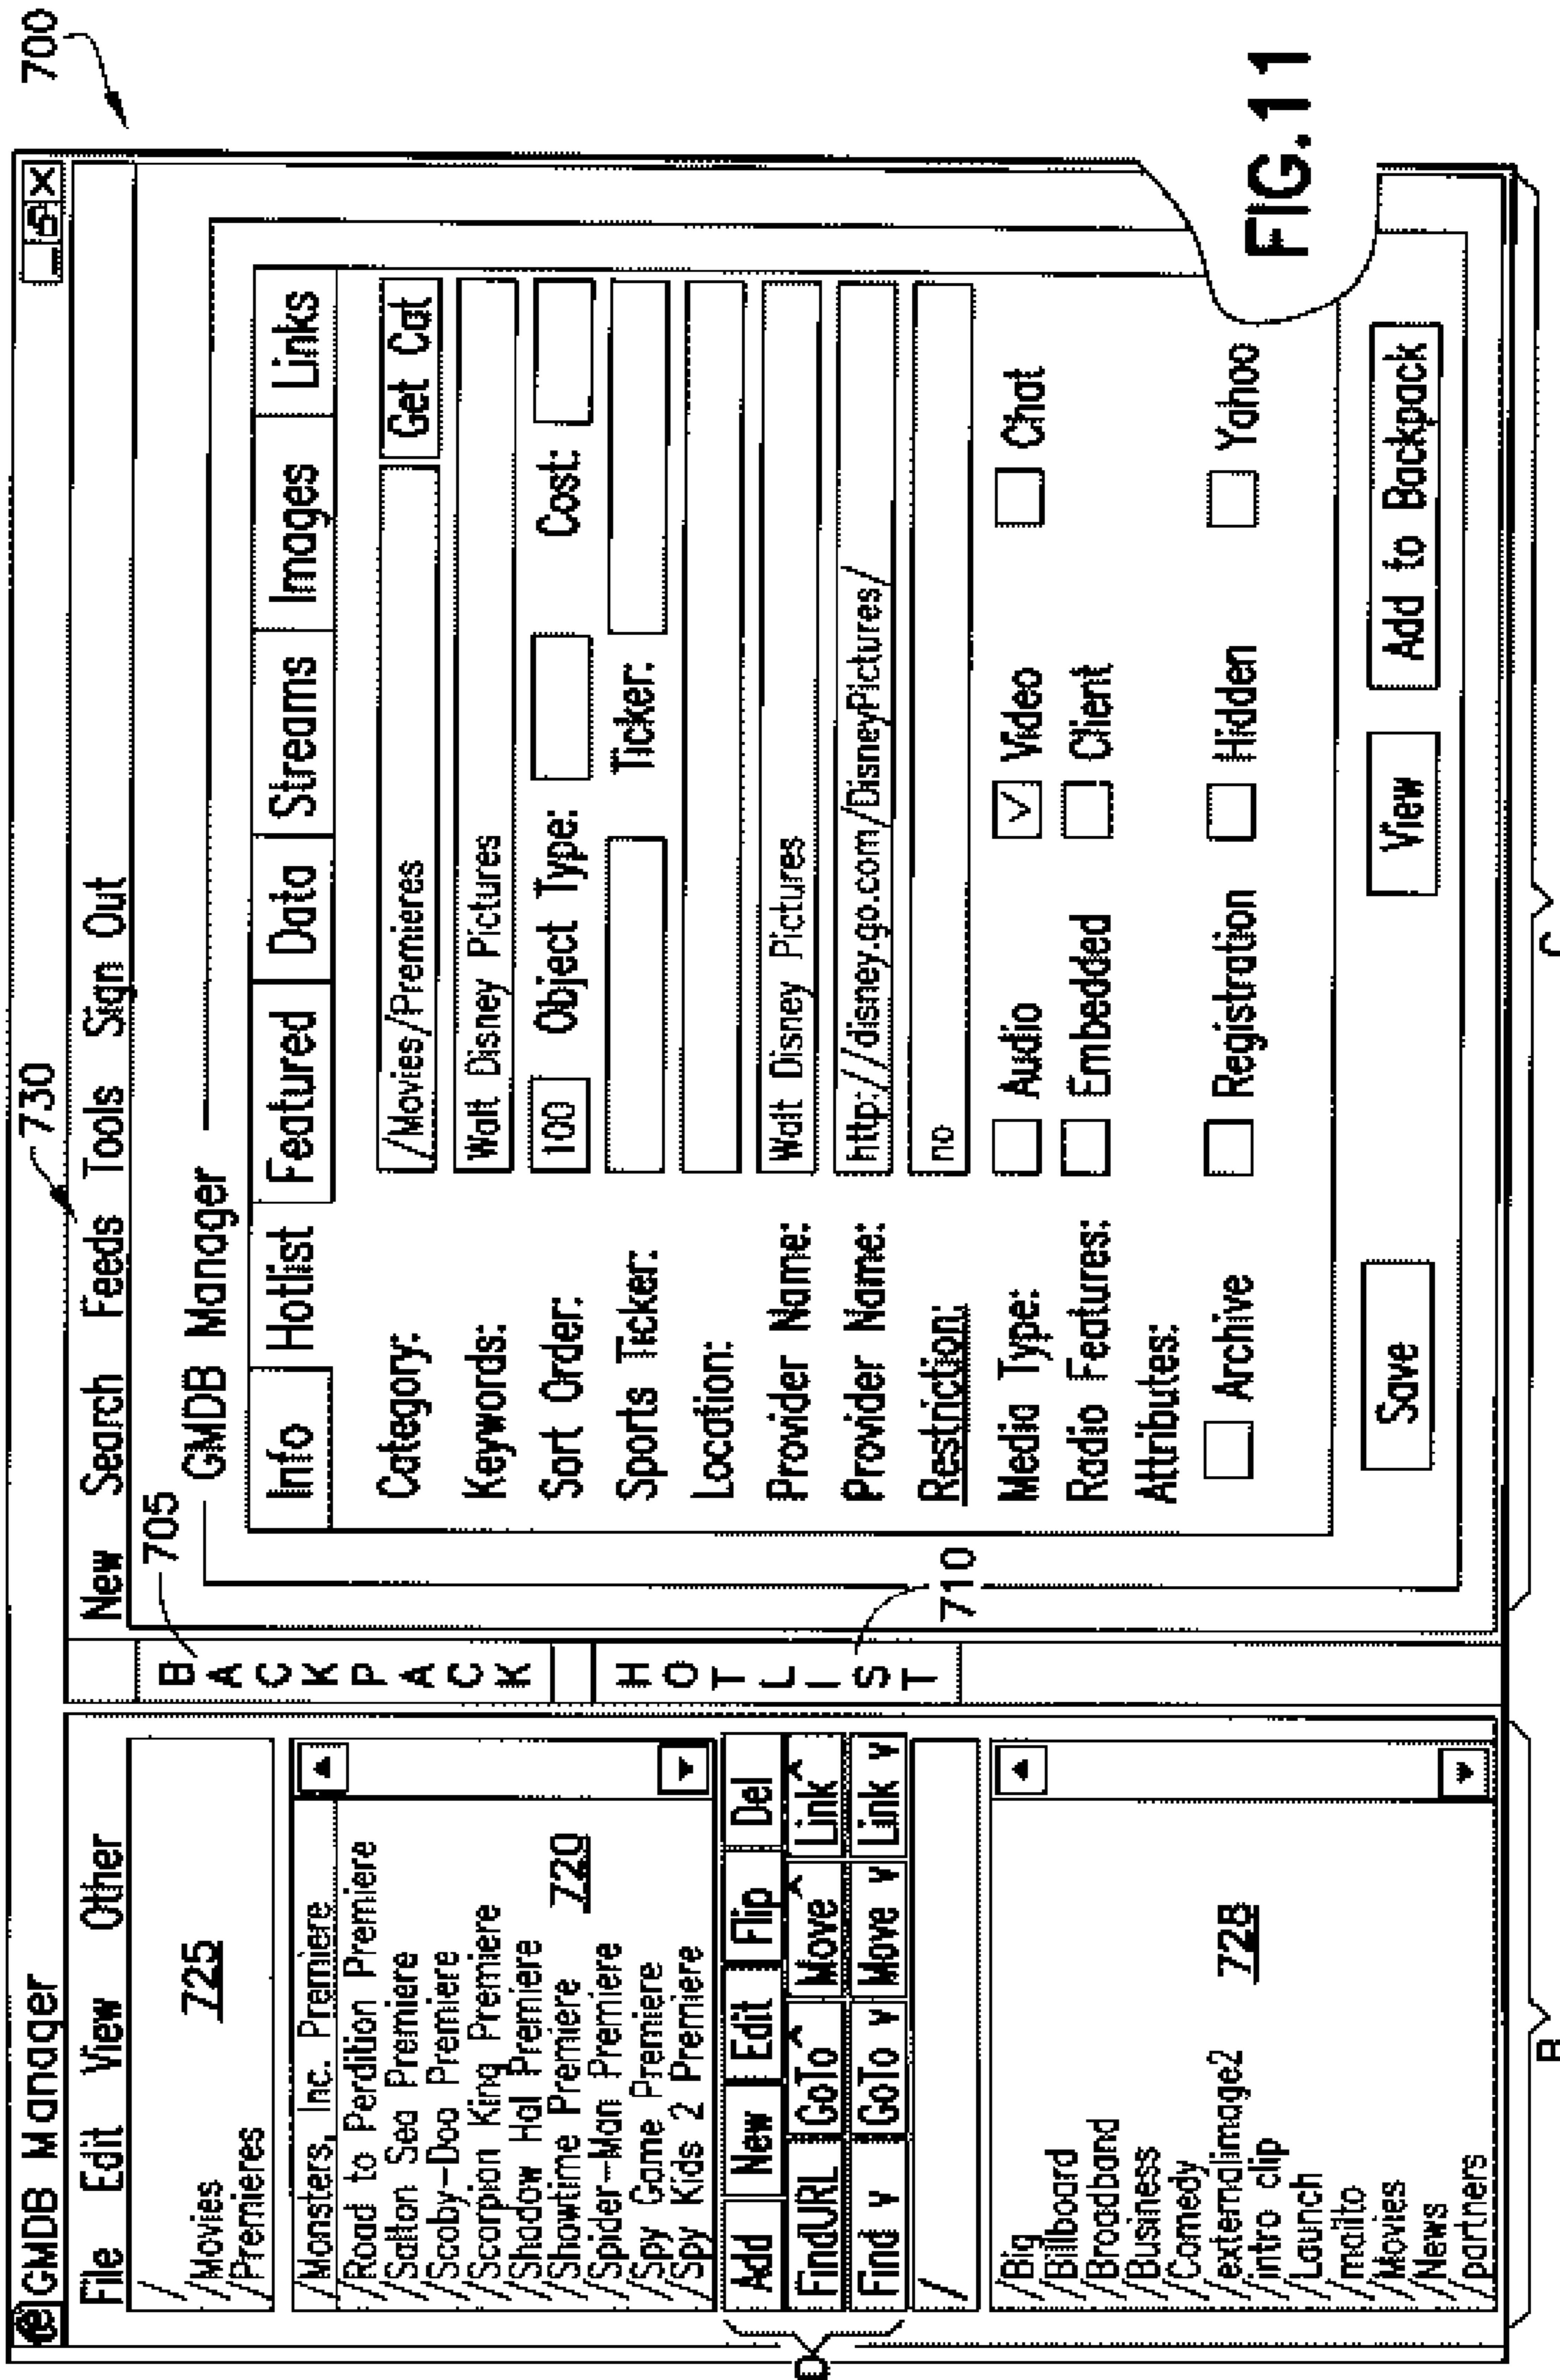 700
GMDB Manager
File Edit View Other
725
/
/Movies
/Premieres
/Monsters, Inc. Premiere
/Road to Perdition Premiere
/Salton Sea Premiere
/Scooby-Doo Premiere
/Scorpion King Premiere
/Shadow Hal Premiere
/Showtime Premiere
/Spider-Man Premiere
/Spy Game Premiere
/Spy Kids 2 Premiere
720
Add New Edit Flip Del
FindURL GoTo^ Move^ Link^
Find v GoTo v Move v Link v
D
/
/Big
/Billboard
/Broadband
/Business
/Comedy
/externalimage2
/intro clip
/Launch
/mailto
/Movies
/News
/partners
728
B
705
BACKPACK
HOTLIST
710
730
New Search Feeds Tools Sign Out
GMDB Manager
Info Hotlist Featured Data Streams Images Links
Category: /Movies/Premieres Get Cat
Keywords: Walt Disney Pictures
Sort Order: 100 Object Type: Cost:
Sports Ticker: Ticker:
Location:
Provider Name: Walt Disney Pictures
Provider Name: http://disney.go.com/DisneyPictures/
Restriction: no
Media Type: Audio Video Chat
Radio Features: Embedded Client
Attributes:
Archive Registration Hidden Yahoo
Save View Add to Backpack
C
FIG.11